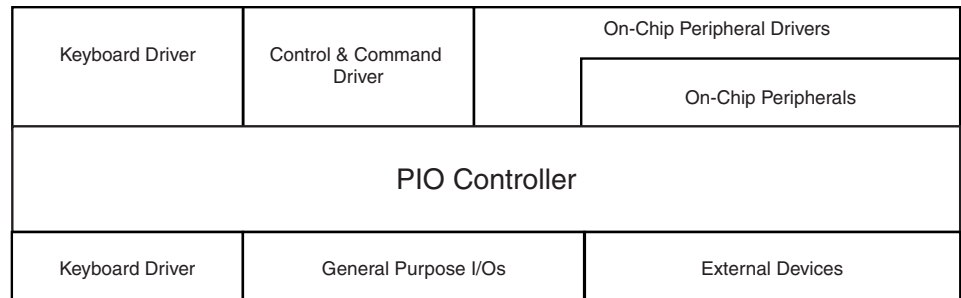 Keyboard Driver
Control & Command
Driver
On-Chip Peripheral Drivers
On-Chip Peripherals
PIO Controller
Keyboard Driver
General Purpose I/Os
External Devices